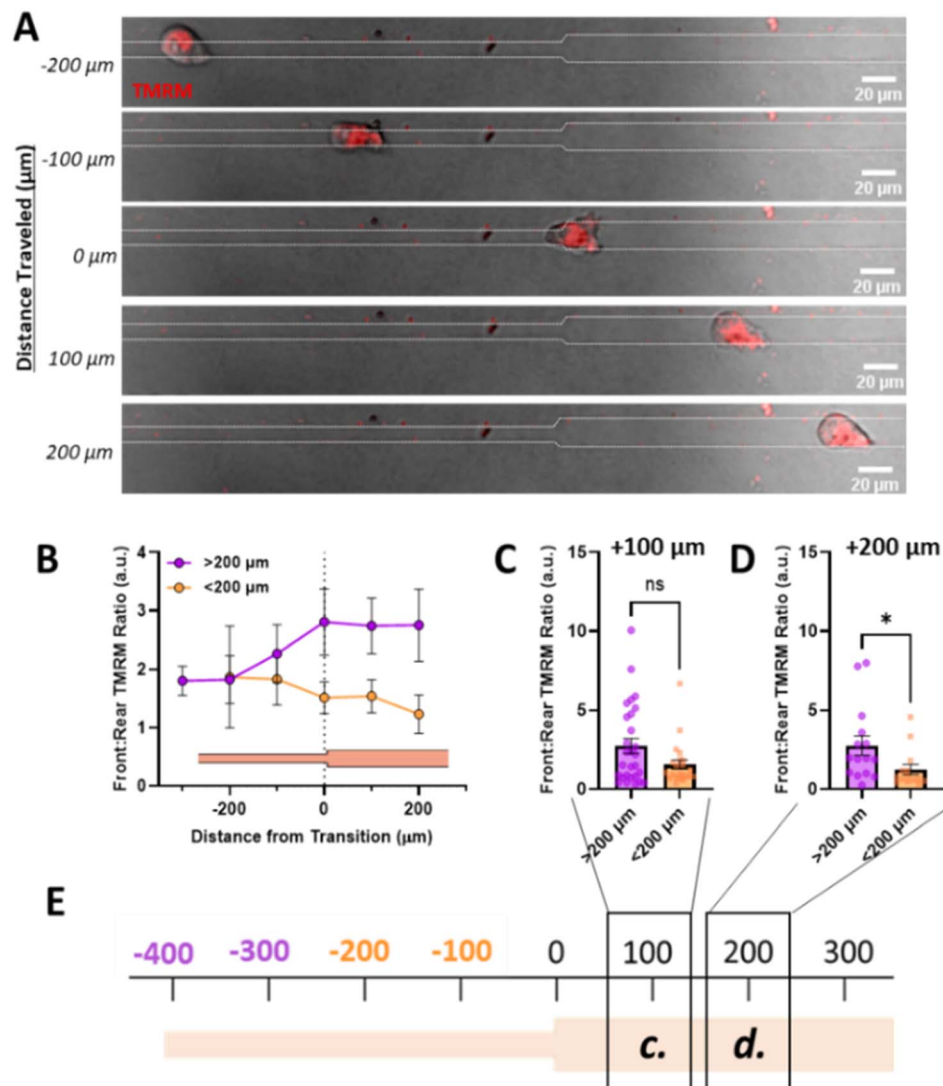 A
Distance Traveled (μm)
-200 μm
TMRM
20 μm
-100 μm
20 μm
0 μm
20 μm
100 μm
20 μm
200 μm
20 μm
B
Front:Rear TMRM Ratio (a.u.)
4
3
2
1
0
>200 μm
<200 μm
-200 0 200
Distance from Transition (μm)
C
+100 μm
Front:Rear TMRM Ratio (a.u.)
15
10
5
0
ns
>200 μm
<200 μm
D
+200 μm
Front:Rear TMRM Ratio (a.u.)
15
10
5
0
*
>200 μm
<200 μm
E
-400 -300 -200 -100 0 100 200 300
c. d.